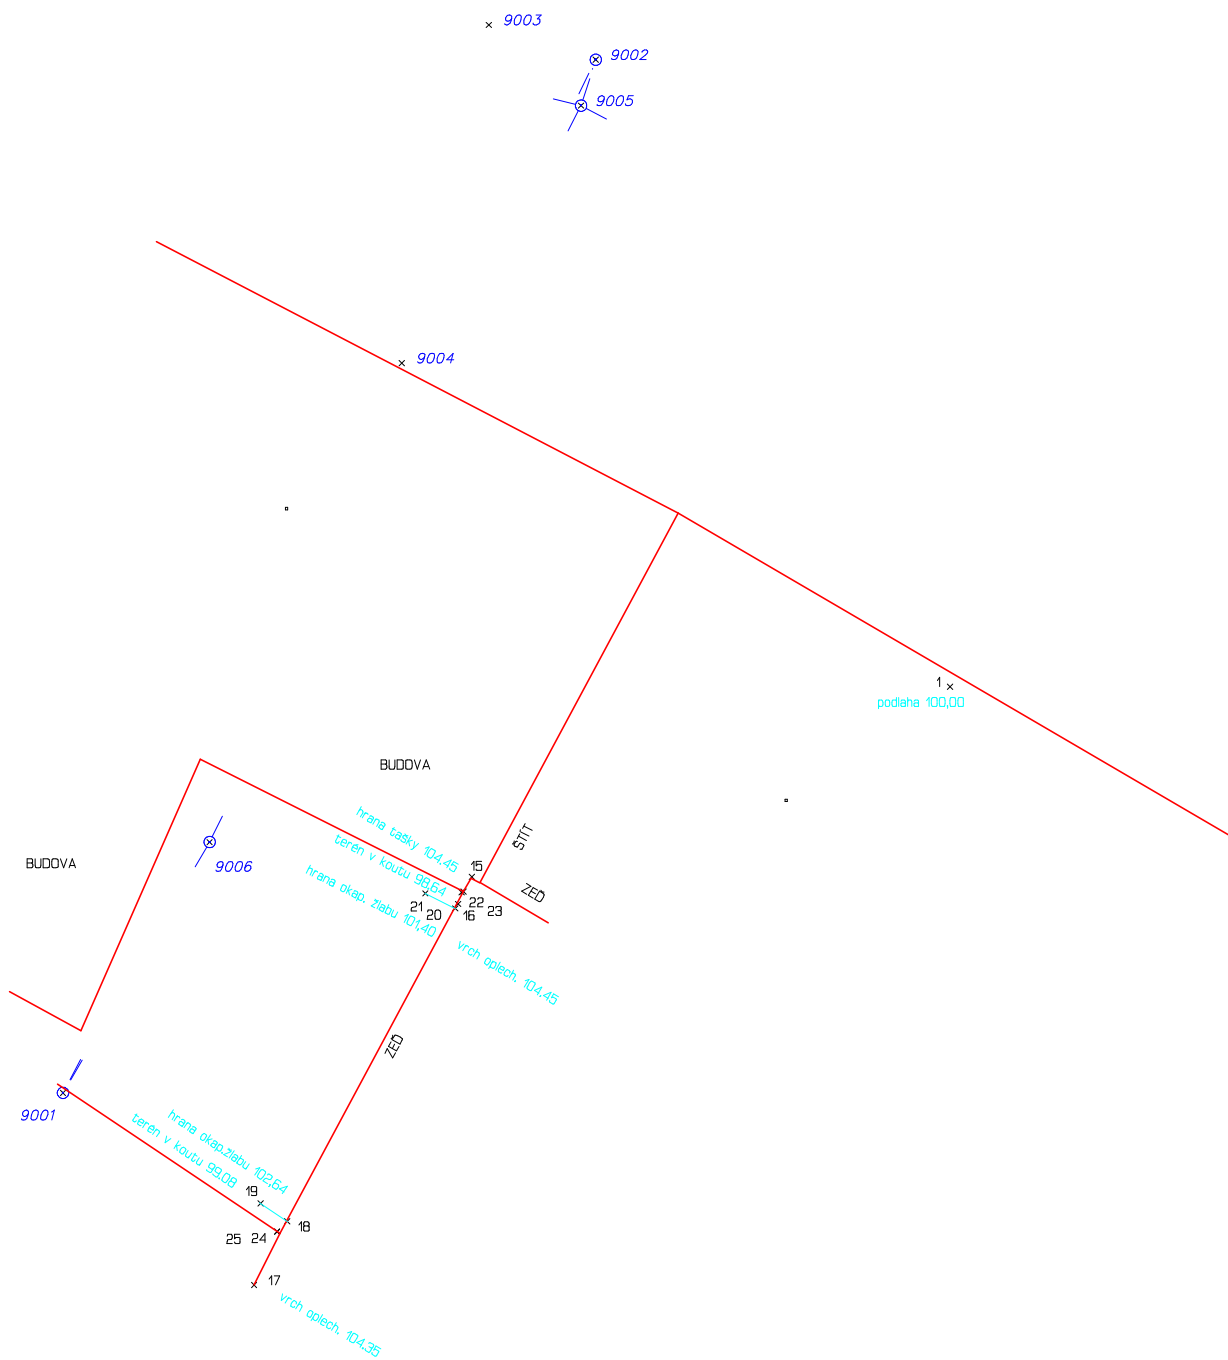 9003
9002
9005
9004
1
podlaha 100,00
BUDOVA
hrana tašky 104,45
ŠTÍT
terén v koutu 98,64
BUDOVA
9006
15
hrana okap. žlabu 101,40
ZEĎ
21
20
22
16
23
vrch oplech. 104,45
ZEĎ
9001
hrana okap.žlabu 102,64
terén v koutu 99,08
19
18
25
24
17
vrch oplech. 104,35